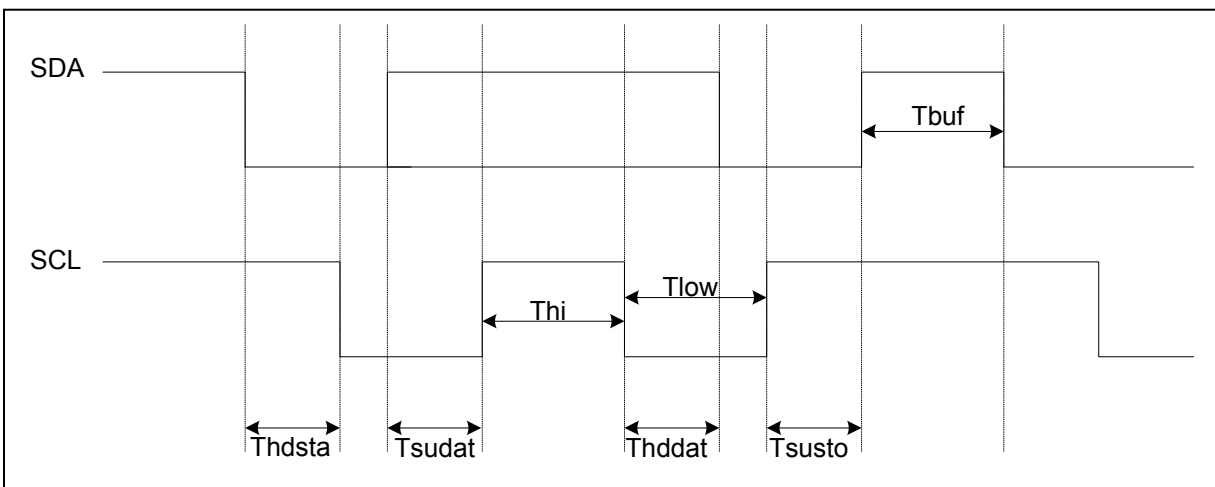 SDA
Tbuf
SCL
Thi
Tlow
Thdsta
Tsudat
Thddat
Tsusto